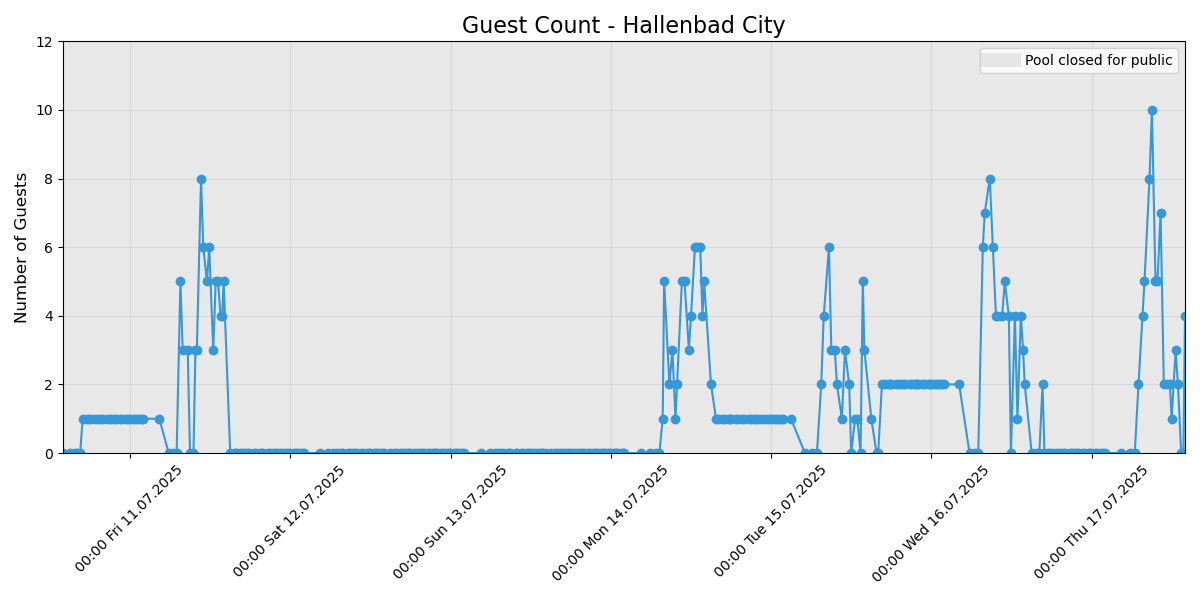 Guest Count - Hallenbad City
Pool closed for public
Number of Guests
12
10
8
6
4
2
0
00:00 Fri 11.07.2025
00:00 Sat 12.07.2025
00:00 Sun 13.07.2025
00:00 Mon 14.07.2025
00:00 Tue 15.07.2025
00:00 Wed 16.07.2025
00:00 Thu 17.07.2025